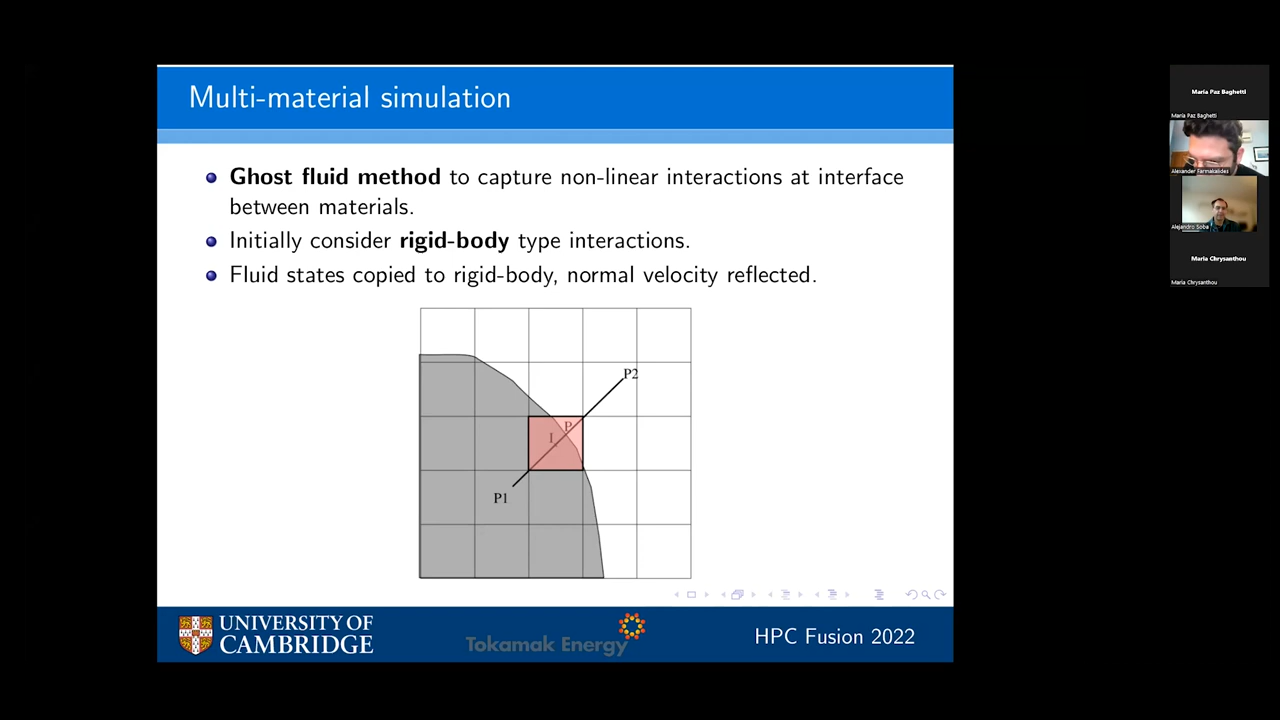 Multi-material simulation
Ghost fluid method to capture non-linear interactions at interface
between materials.
Initially consider rigid-body type interactions.
Fluid states copied to rigid-body, normal velocity reflected.
P2
P
I
P1
UNIVERSITY OF
CAMBRIDGE
Tokamak Energy
HPC Fusion 2022
María Paz Baghetti
María Paz Baghetti
Alexander Farmakalides
Alejandro Soba
Maria Chrysanthou
Maria Chrysanthou